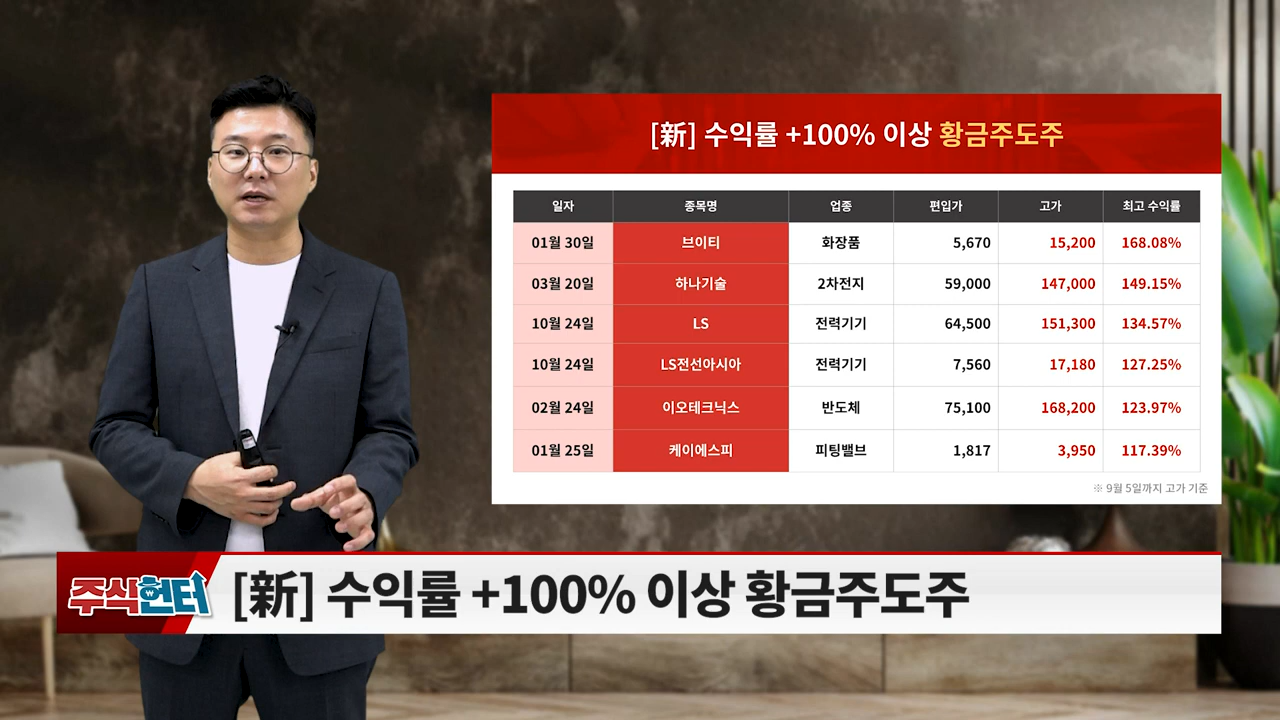 [新] 수익률 +100% 이상 황금주도주
일자 종목명 업종 편입가 고가 최고 수익률
01월 30일 브이티 화장품 5,670 15,200 168.08%
03월 20일 하나기술 2차전지 59,000 147,000 149.15%
10월 24일 LS 전력기기 64,500 151,300 134.57%
10월 24일 LS전선아시아 전력기기 7,560 17,180 127.25%
02월 24일 이오테크닉스 반도체 75,100 168,200 123.97%
01월 25일 케이에스피 피팅밸브 1,817 3,950 117.39%
※ 9월 5일까지 고가 기준
주식헌터 [新] 수익률 +100% 이상 황금주도주